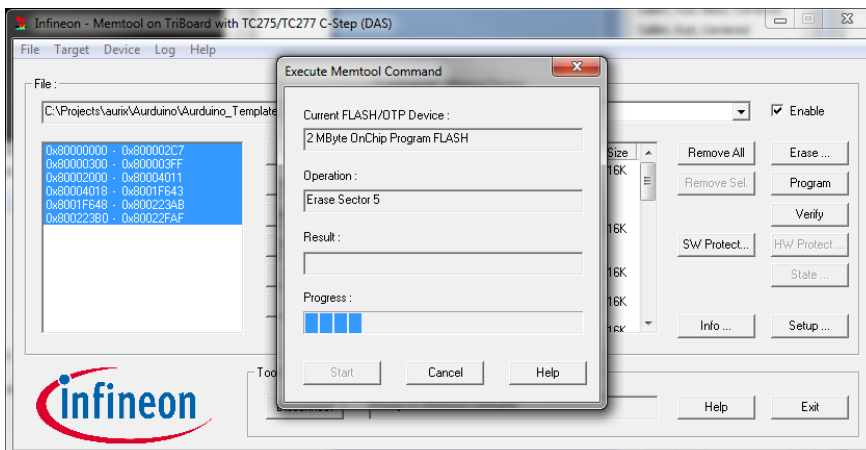 Infineon - Memtool on TriBoard with TC275/TC277 C-Step (DAS)
File Target Device Log Help
File :
C:\Projects\aurix\Aurduino\Aurduino_Template
Enable
0x80000000 - 0x800002C7
0x80000300 - 0x800003FF
0x80002000 - 0x80004011
0x80004018 - 0x8001F643
0x8001F648 - 0x800223AB
0x800223B0 - 0x80022FAF
Execute Memtool Command
Current FLASH/OTP Device :
2 MByte OnChip Program FLASH
Operation :
Erase Sector 5
Result :
Progress :
Start Cancel Help
Size
16K
16K
16K
16K
16K
Remove All
Remove Sel.
SW Protect...
Info ...
Erase ...
Program
Verify
HW Protect ...
State ...
Setup ...
infineon
Help
Exit